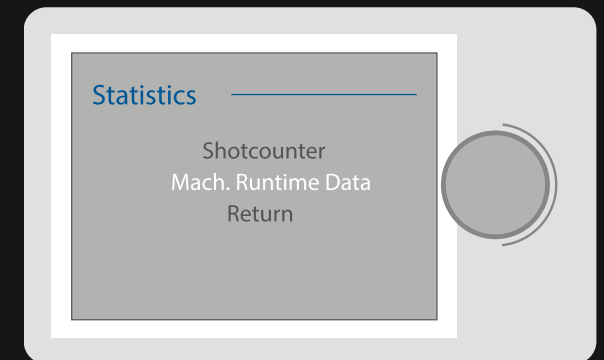 Statistics
Shotcounter
Mach. Runtime Data
Return